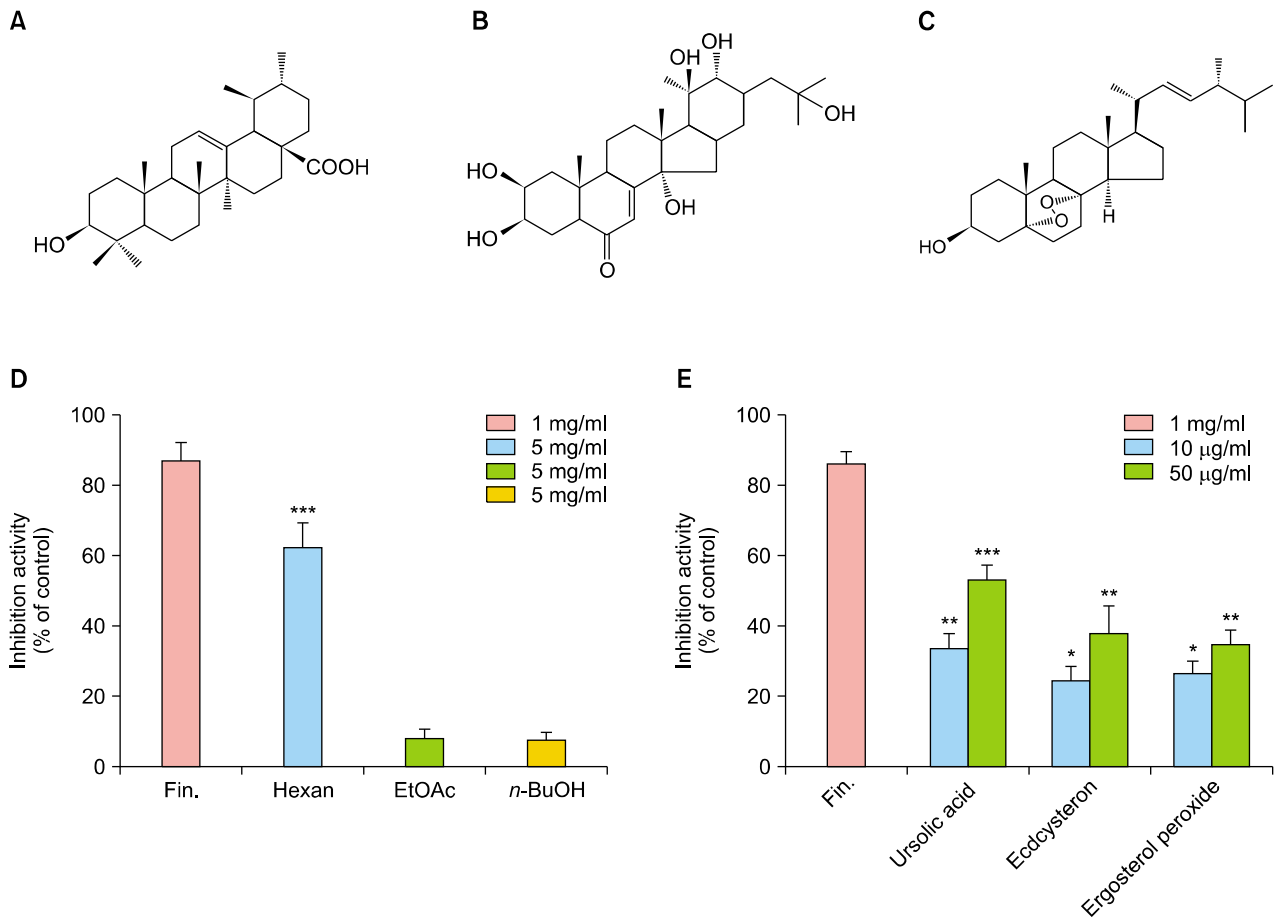 A
HO
COOH
B
OH
OH
OH
HO
HO
OH
O
C
O
O
H
HO
D
Inhibition activity
(% of control)
100
80
60
40
20
0
1 mg/ml
5 mg/ml
5 mg/ml
5 mg/ml
***
Fin.
Hexan
EtOAc
n-BuOH
E
Inhibition activity
(% of control)
100
80
60
40
20
0
1 mg/ml
10 μg/ml
50 μg/ml
**
***
*
**
*
**
Fin.
Ursolic acid
Ecdcysteron
Ergosterol peroxide